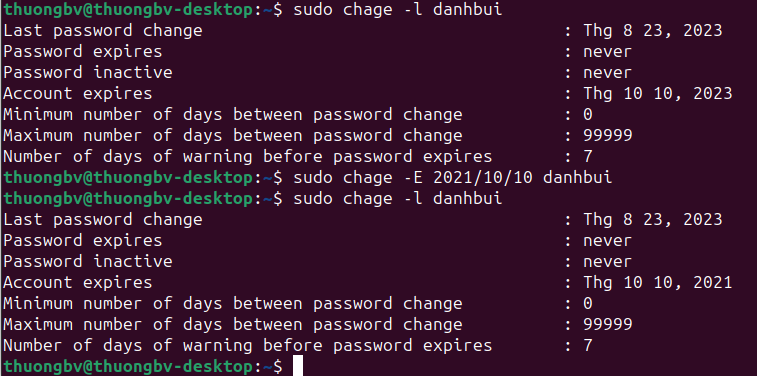 thuongbv@thuongbv-desktop:~$ sudo chage -l danhbui
Last password change : Thg 8 23, 2023
Password expires : never
Password inactive : never
Account expires : Thg 10 10, 2023
Minimum number of days between password change : 0
Maximum number of days between password change : 99999
Number of days of warning before password expires : 7
thuongbv@thuongbv-desktop:~$ sudo chage -E 2021/10/10 danhbui
thuongbv@thuongbv-desktop:~$ sudo chage -l danhbui
Last password change : Thg 8 23, 2023
Password expires : never
Password inactive : never
Account expires : Thg 10 10, 2021
Minimum number of days between password change : 0
Maximum number of days between password change : 99999
Number of days of warning before password expires : 7
thuongbv@thuongbv-desktop:~$